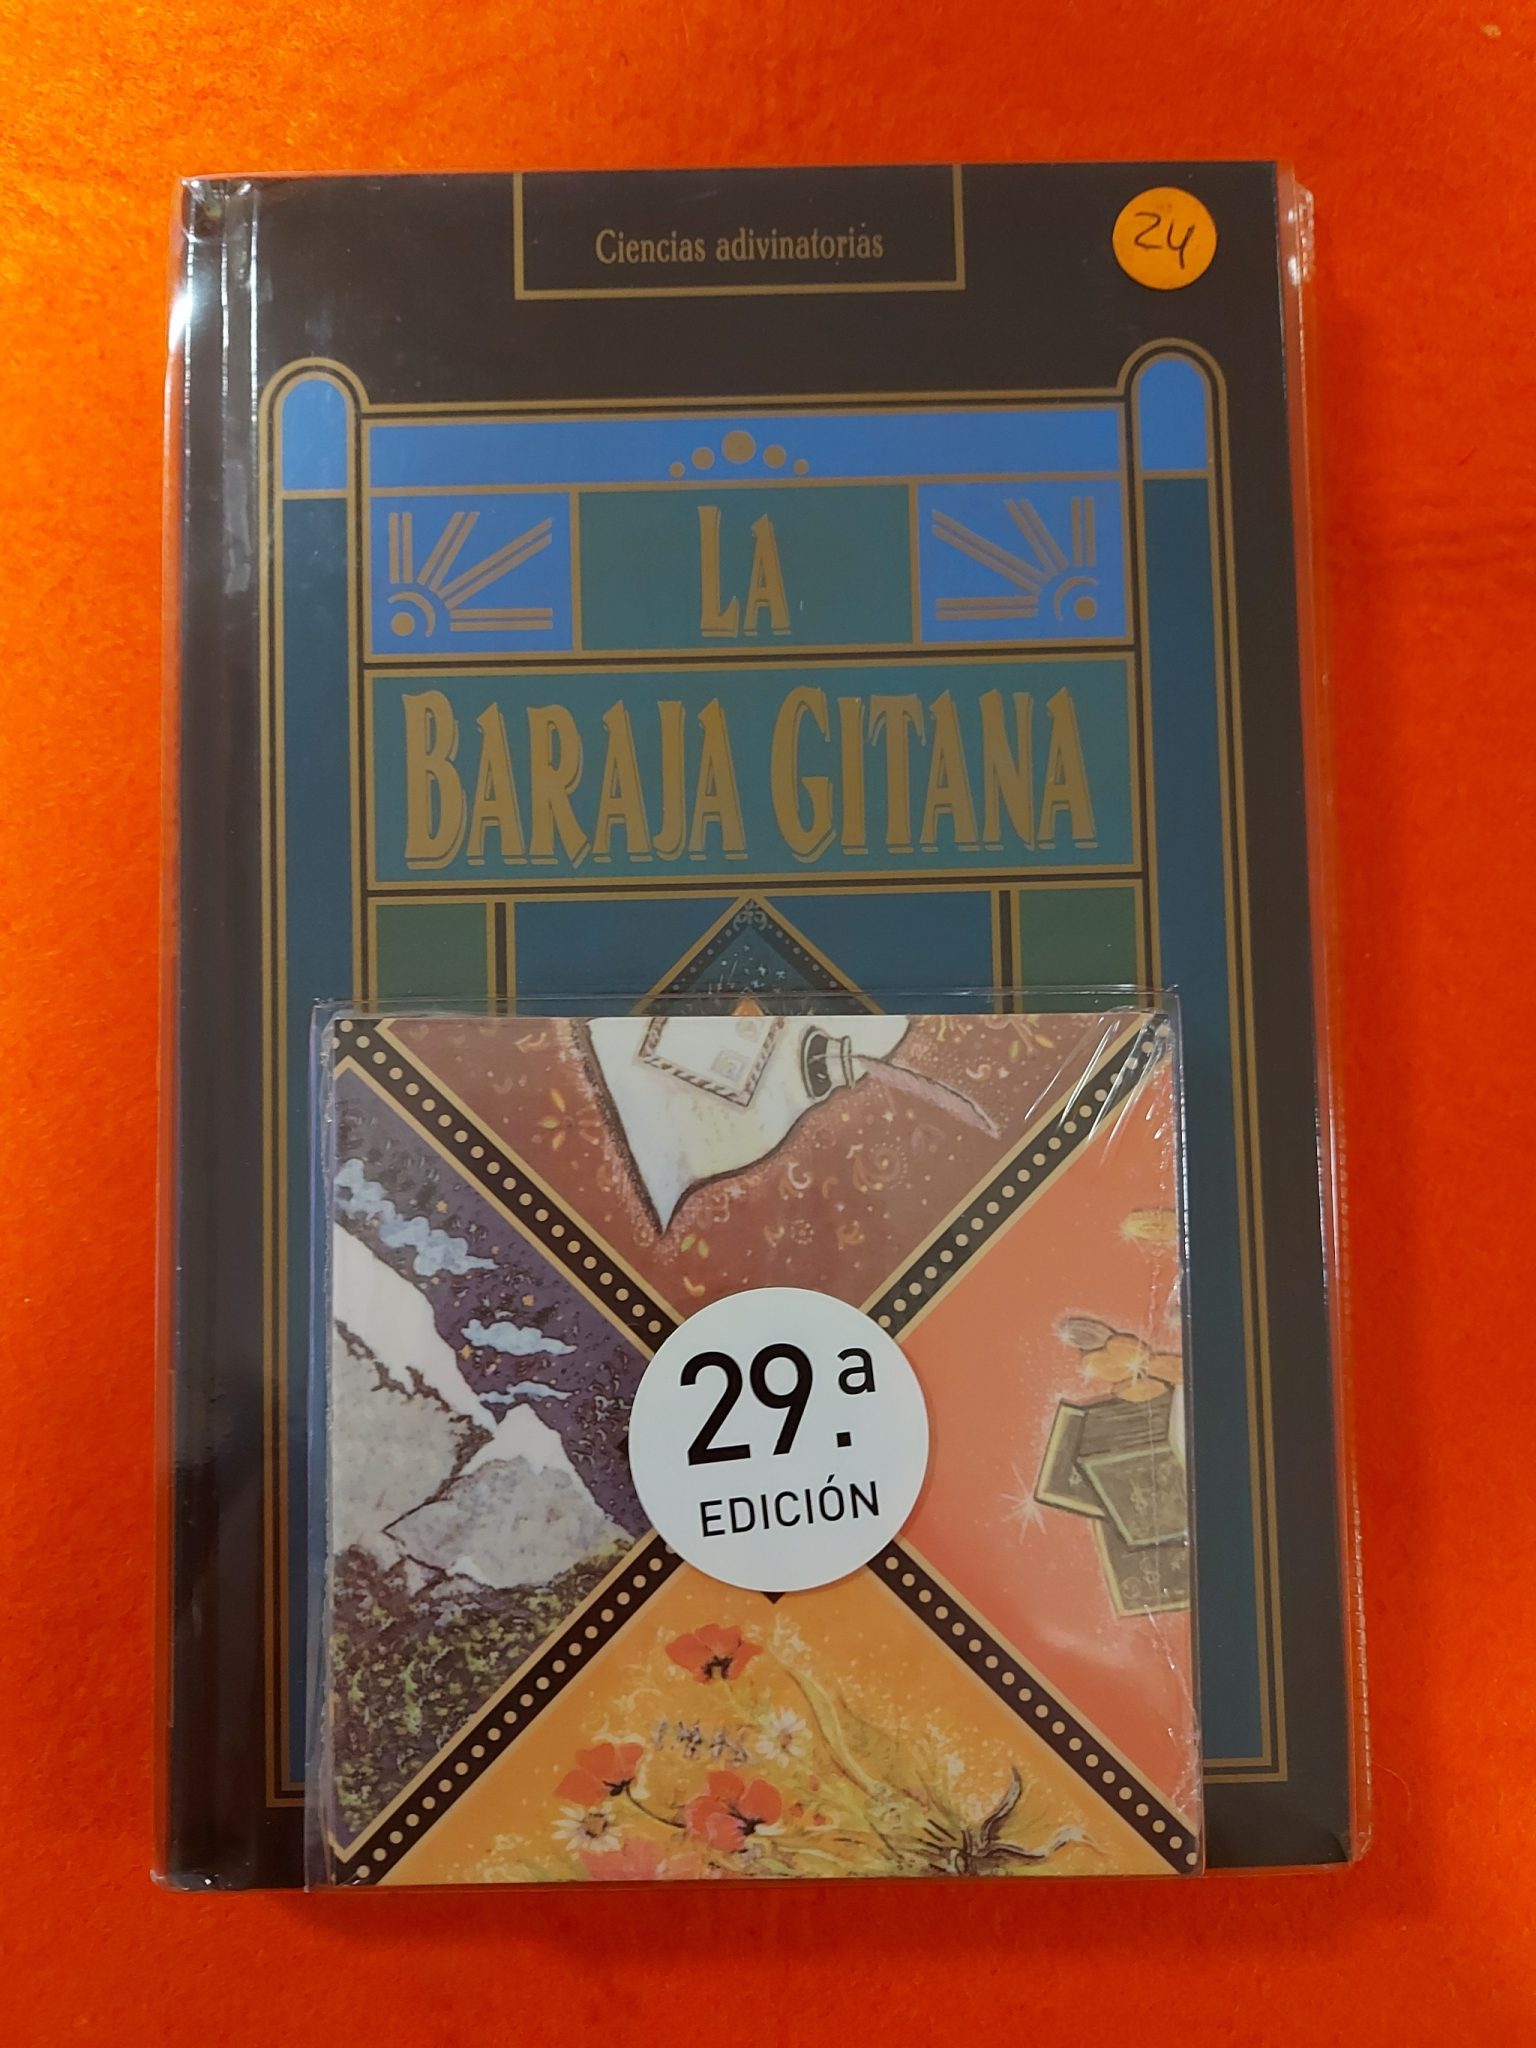 Ciencias adivinatorias
24
LA
BARAJA GITANA
29.ª
EDICIÓN